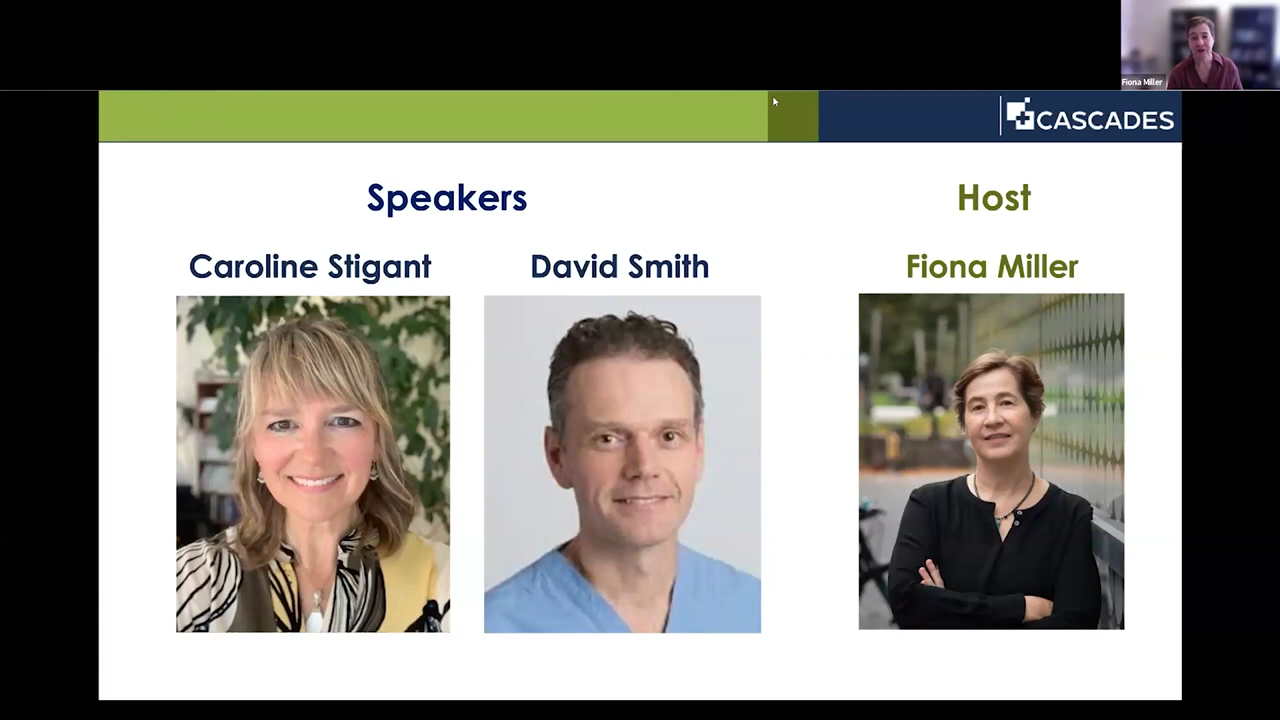 Fiona Miller
CASCADES
Speakers
Host
Caroline Stigant
David Smith
Fiona Miller